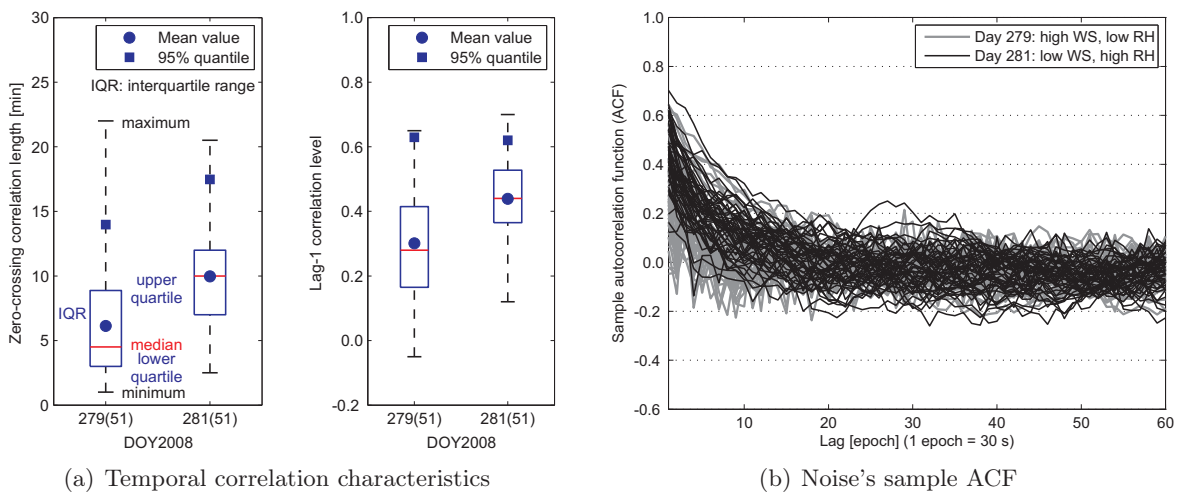 30
25
20
15
10
5
0
Zero-crossing correlation length [min]
Mean value
95% quantile
IQR: interquartile range
maximum
upper
quartile
IQR
median
lower
quartile
minimum
279(51)
281(51)
DOY2008
1.0
0.8
0.6
0.4
0.2
0.0
-0.2
Lag-1 correlation level
Mean value
95% quantile
279(51)
281(51)
DOY2008
(a) Temporal correlation characteristics
1.0
0.8
0.6
0.4
0.2
0.0
-0.2
-0.4
-0.6
Sample autocorrelation function (ACF)
Day 279: high WS, low RH
Day 281: low WS, high RH
10
20
30
40
50
60
Lag [epoch] (1 epoch = 30 s)
(b) Noise's sample ACF